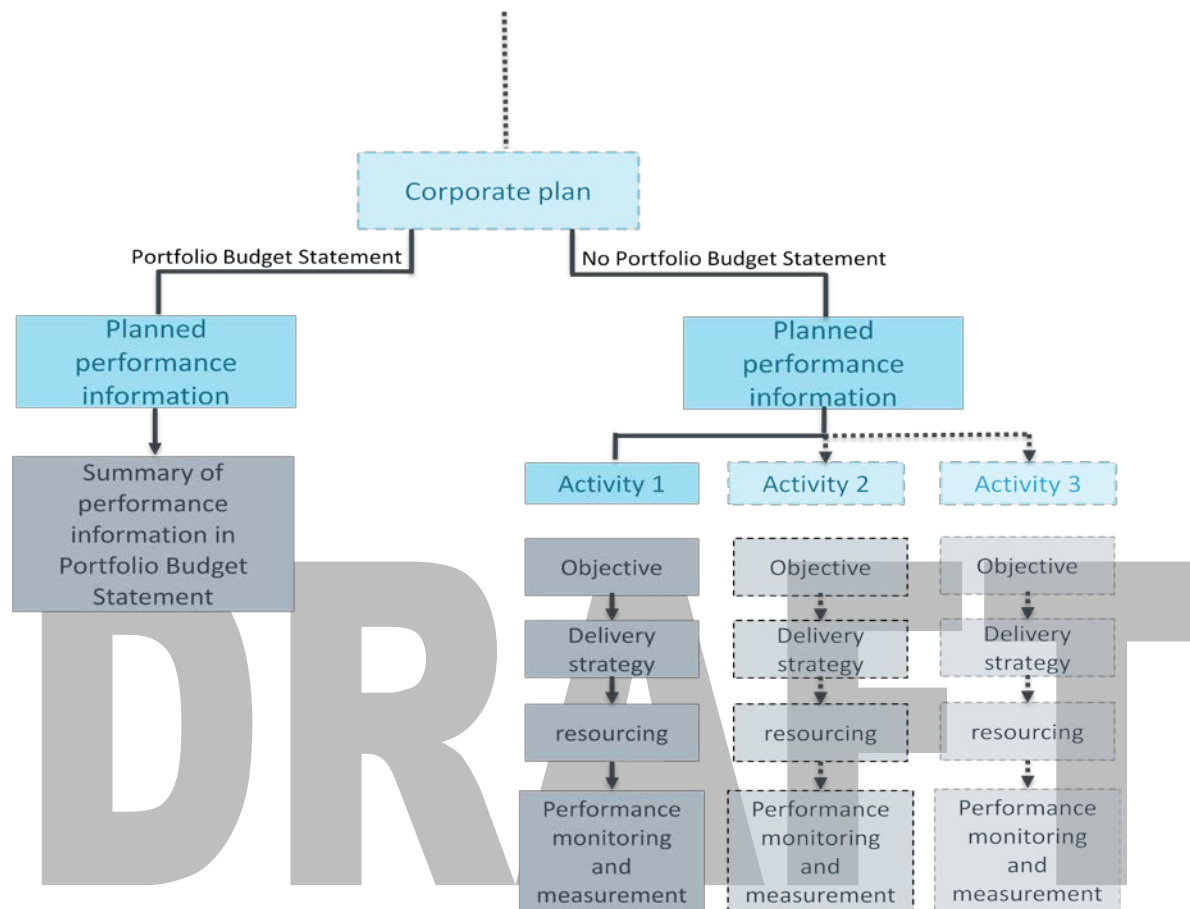 Corporate plan
Portfolio Budget Statement
No Portfolio Budget Statement
Planned
performance
information
Summary of
performance
information in
Portfolio Budget
Statement
Planned
performance
information
Activity 1
Activity 2
Activity 3
Objective
Delivery
strategy
resourcing
Performance
monitoring
and
measurement
Objective
Delivery
strategy
resourcing
Performance
monitoring
and
measurement
Objective
Delivery
strategy
resourcing
Performance
monitoring
and
measurement
DRAFT